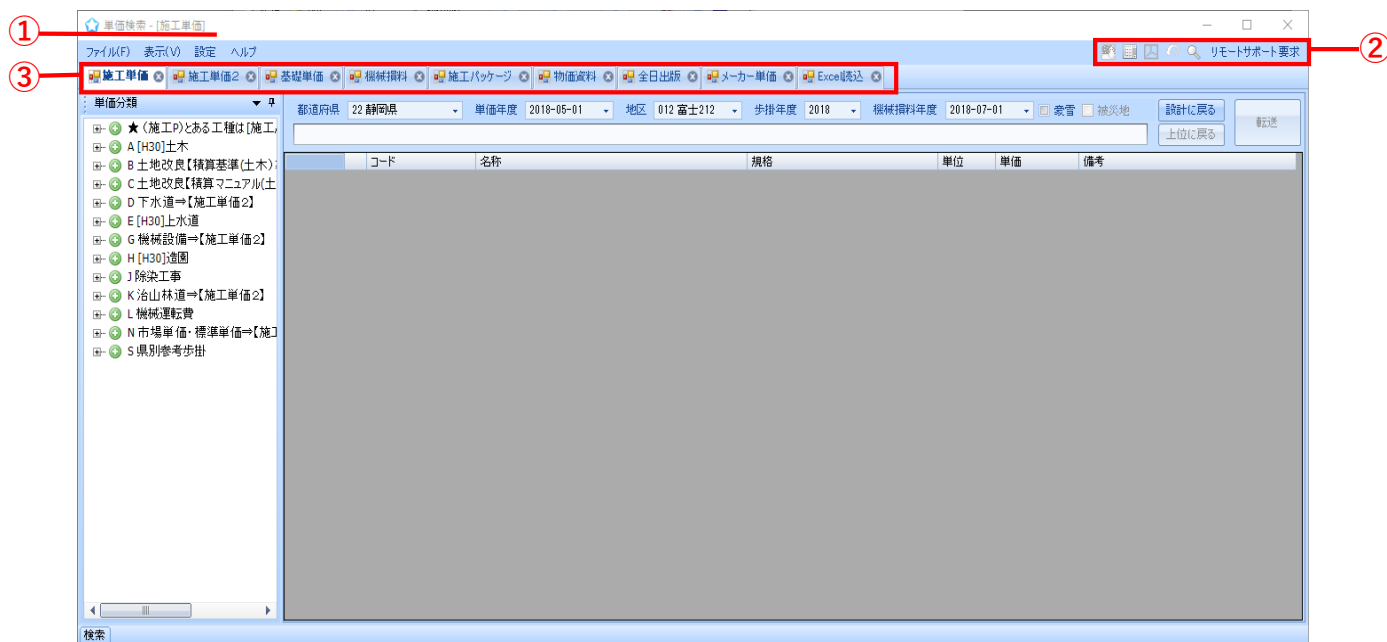 ①
単価検索 - [施工単価]
②
ファイル(F) 表示(V) 設定 ヘルプ
リモートサポート要求
③
施工単価 施工単価2 基礎単価 機械損料 施工パッケージ 物価資料 全日出版 メーカー単価 Excel読込
単価分類
都道府県 22 静岡県 単価年度 2018-05-01 地区 012 富士212 歩掛年度 2018 機械損料年度 2018-07-01 豪雪 被災地 設計に戻る 転送
上位に戻る
コード 名称 規格 単位 単価 備考
★ (施工P)とある工種は[施工
A [H30]土木
B 土地改良【積算基準(土木)
C 土地改良【積算マニュアル(土
D 下水道⇒【施工単価2】
E [H30]上水道
G 機械設備⇒【施工単価2】
H [H30]造園
J 除染工事
K 治山林道⇒【施工単価2】
L 機械運転費
N 市場単価・標準単価⇒【施工
S 県別参考歩掛
検索